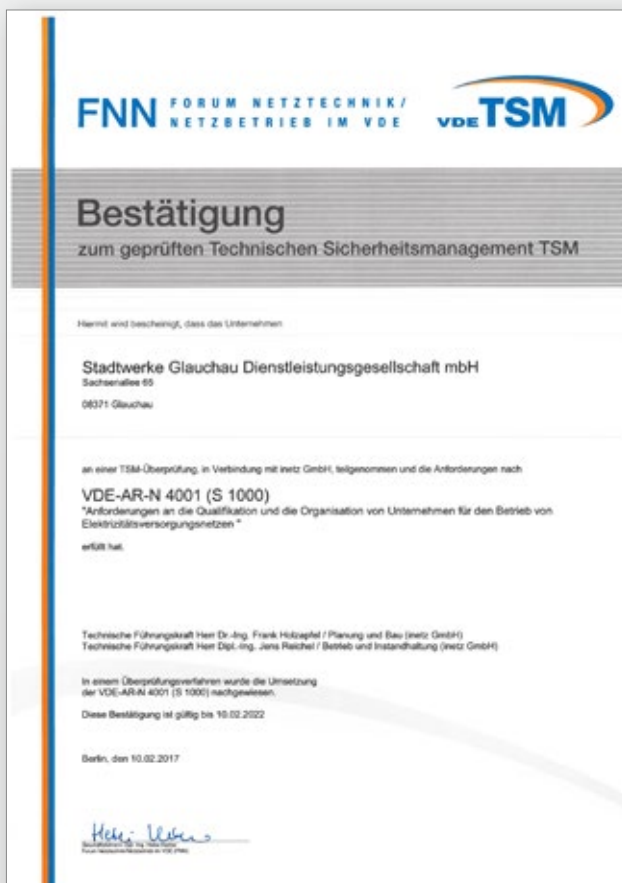 FNN FORUM NETZTECHNIK/
NETZBETRIEB IM VDE
VDE TSM
Bestätigung
zum geprüften Technischen Sicherheitsmanagement TSM
Hiermit wird bescheinigt, dass das Unternehmen
Stadtwerke Glauchau Dienstleistungsgesellschaft mbH
Sachsenallee 65
08371 Glauchau
an einer TSM-Überprüfung, in Verbindung mit inetz GmbH, teilgenommen und die Anforderungen nach
VDE-AR-N 4001 (S 1000)
"Anforderungen an die Qualifikation und die Organisation von Unternehmen für den Betrieb von
Elektrizitätsversorgungsnetzen "
erfüllt hat.
Technische Führungskraft Herr Dr.-Ing. Frank Holzapfel / Planung und Bau (inetz GmbH)
Technische Führungskraft Herr Dipl.-Ing. Jens Reichel / Betrieb und Instandhaltung (inetz GmbH)
In einem Überprüfungsverfahren wurde die Umsetzung
der VDE-AR-N 4001 (S 1000) nachgewiesen.
Diese Bestätigung ist gültig bis 10.02.2022
Berlin, den 10.02.2017